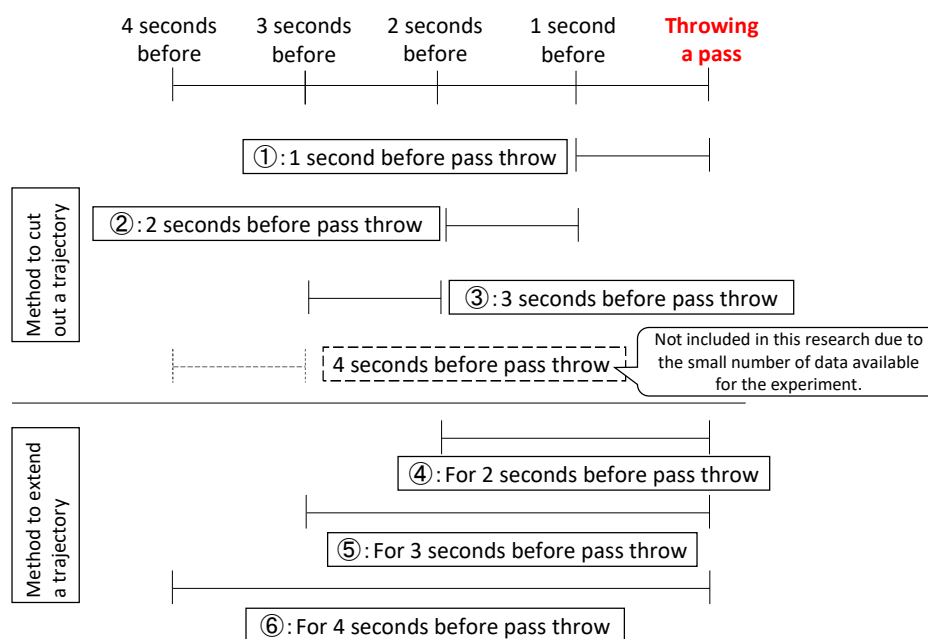 4 seconds before
3 seconds before
2 seconds before
1 second before
Throwing a pass
①: 1 second before pass throw
Method to cut
out a trajectory
②: 2 seconds before pass throw
③: 3 seconds before pass throw
4 seconds before pass throw
Not included in this research due to
the small number of data available
for the experiment.
Method to extend
a trajectory
④: For 2 seconds before pass throw
⑤: For 3 seconds before pass throw
⑥: For 4 seconds before pass throw